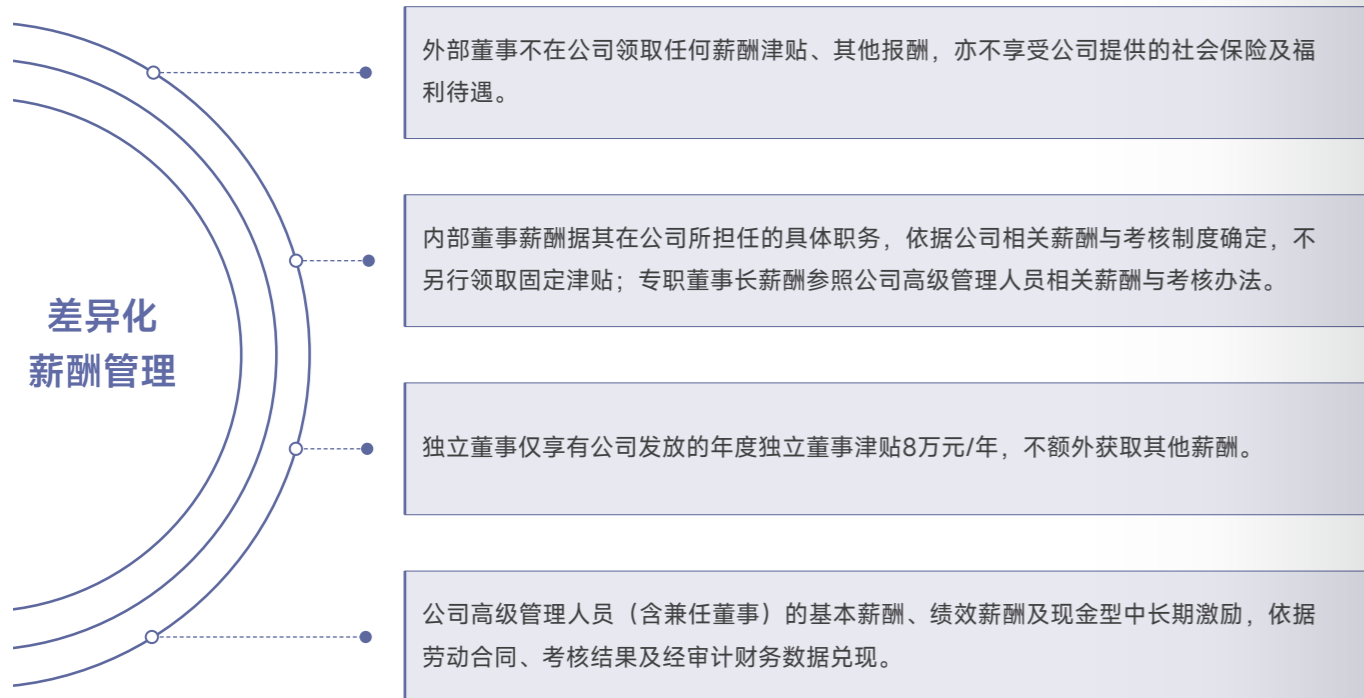 差异化
薪酬管理
外部董事不在公司领取任何薪酬津贴、其他报酬，亦不享受公司提供的社会保险及福
利待遇。
内部董事薪酬据其在公司所担任的具体职务，依据公司相关薪酬与考核制度确定，不
另行领取固定津贴；专职董事长薪酬参照公司高级管理人员相关薪酬与考核办法。
独立董事仅享有公司发放的年度独立董事津贴8万元/年，不额外获取其他薪酬。
公司高级管理人员（含兼任董事）的基本薪酬、绩效薪酬及现金型中长期激励，依据
劳动合同、考核结果及经审计财务数据兑现。